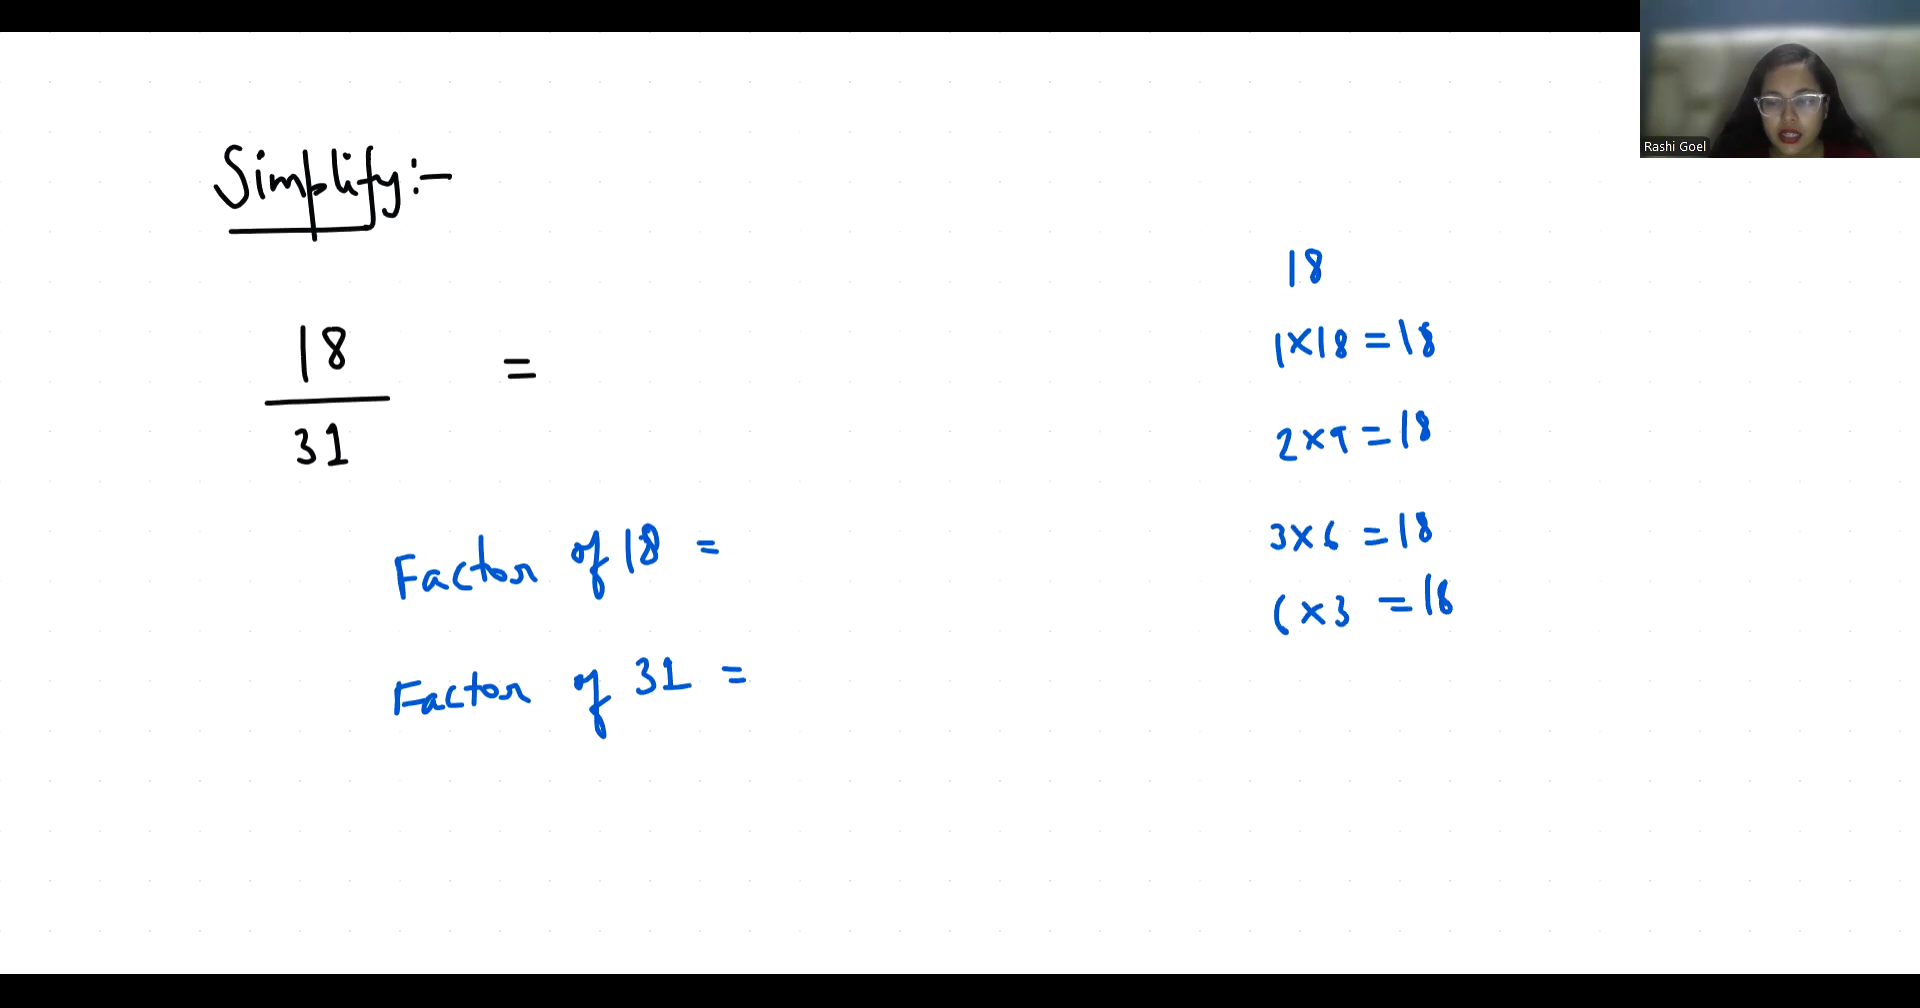 Rashi Goel
Simplify:-
18
31
=
Factor of 18 =
Factor of 31 =
18
1×18 = 18
2×9 = 18
3×6 = 18
6×3 = 18